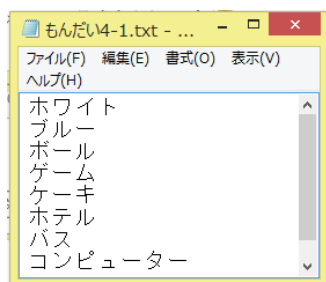 もんだい4-1.txt - ...
ファイル(F) 編集(E) 書式(O) 表示(V)
ヘルプ(H)
ホワイト
ブルー
ボール
ゲーム
ケーキ
ホテル
バス
コンピューター